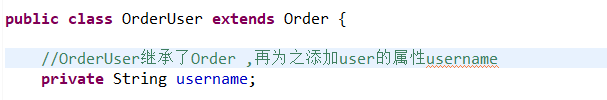 public class OrderUser extends Order {
//OrderUser继承了Order ,再为之添加user的属性username
private String username;